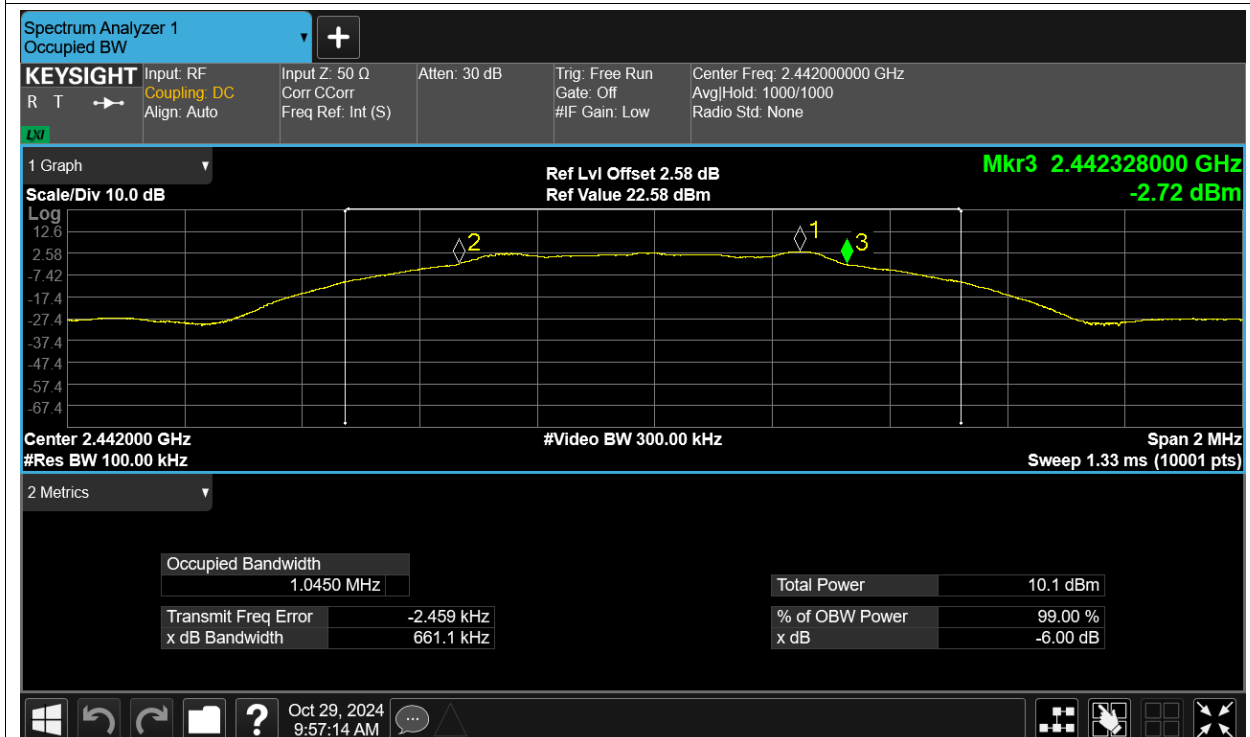 Spectrum Analyzer 1
Occupied BW
KEYSIGHT
R T
LXI
Input: RF
Coupling: DC
Align: Auto
Input Z: 50 Ω
Corr CCorr
Freq Ref: Int (S)
Atten: 30 dB
Trig: Free Run
Gate: Off
#IF Gain: Low
Center Freq: 2.442000000 GHz
Avg|Hold: 1000/1000
Radio Std: None
1 Graph
Scale/Div 10.0 dB
Ref Lvl Offset 2.58 dB
Ref Value 22.58 dBm
Mkr3 2.442328000 GHz
-2.72 dBm
Log
12.6
2.58
-7.42
-17.4
-27.4
-37.4
-47.4
-57.4
-67.4
2
1
3
Center 2.442000 GHz
#Res BW 100.00 kHz
#Video BW 300.00 kHz
Span 2 MHz
Sweep 1.33 ms (10001 pts)
2 Metrics
Occupied Bandwidth
1.0450 MHz
Transmit Freq Error -2.459 kHz
x dB Bandwidth 661.1 kHz
Total Power 10.1 dBm
% of OBW Power 99.00 %
x dB -6.00 dB
?
Oct 29, 2024
9:57:14 AM